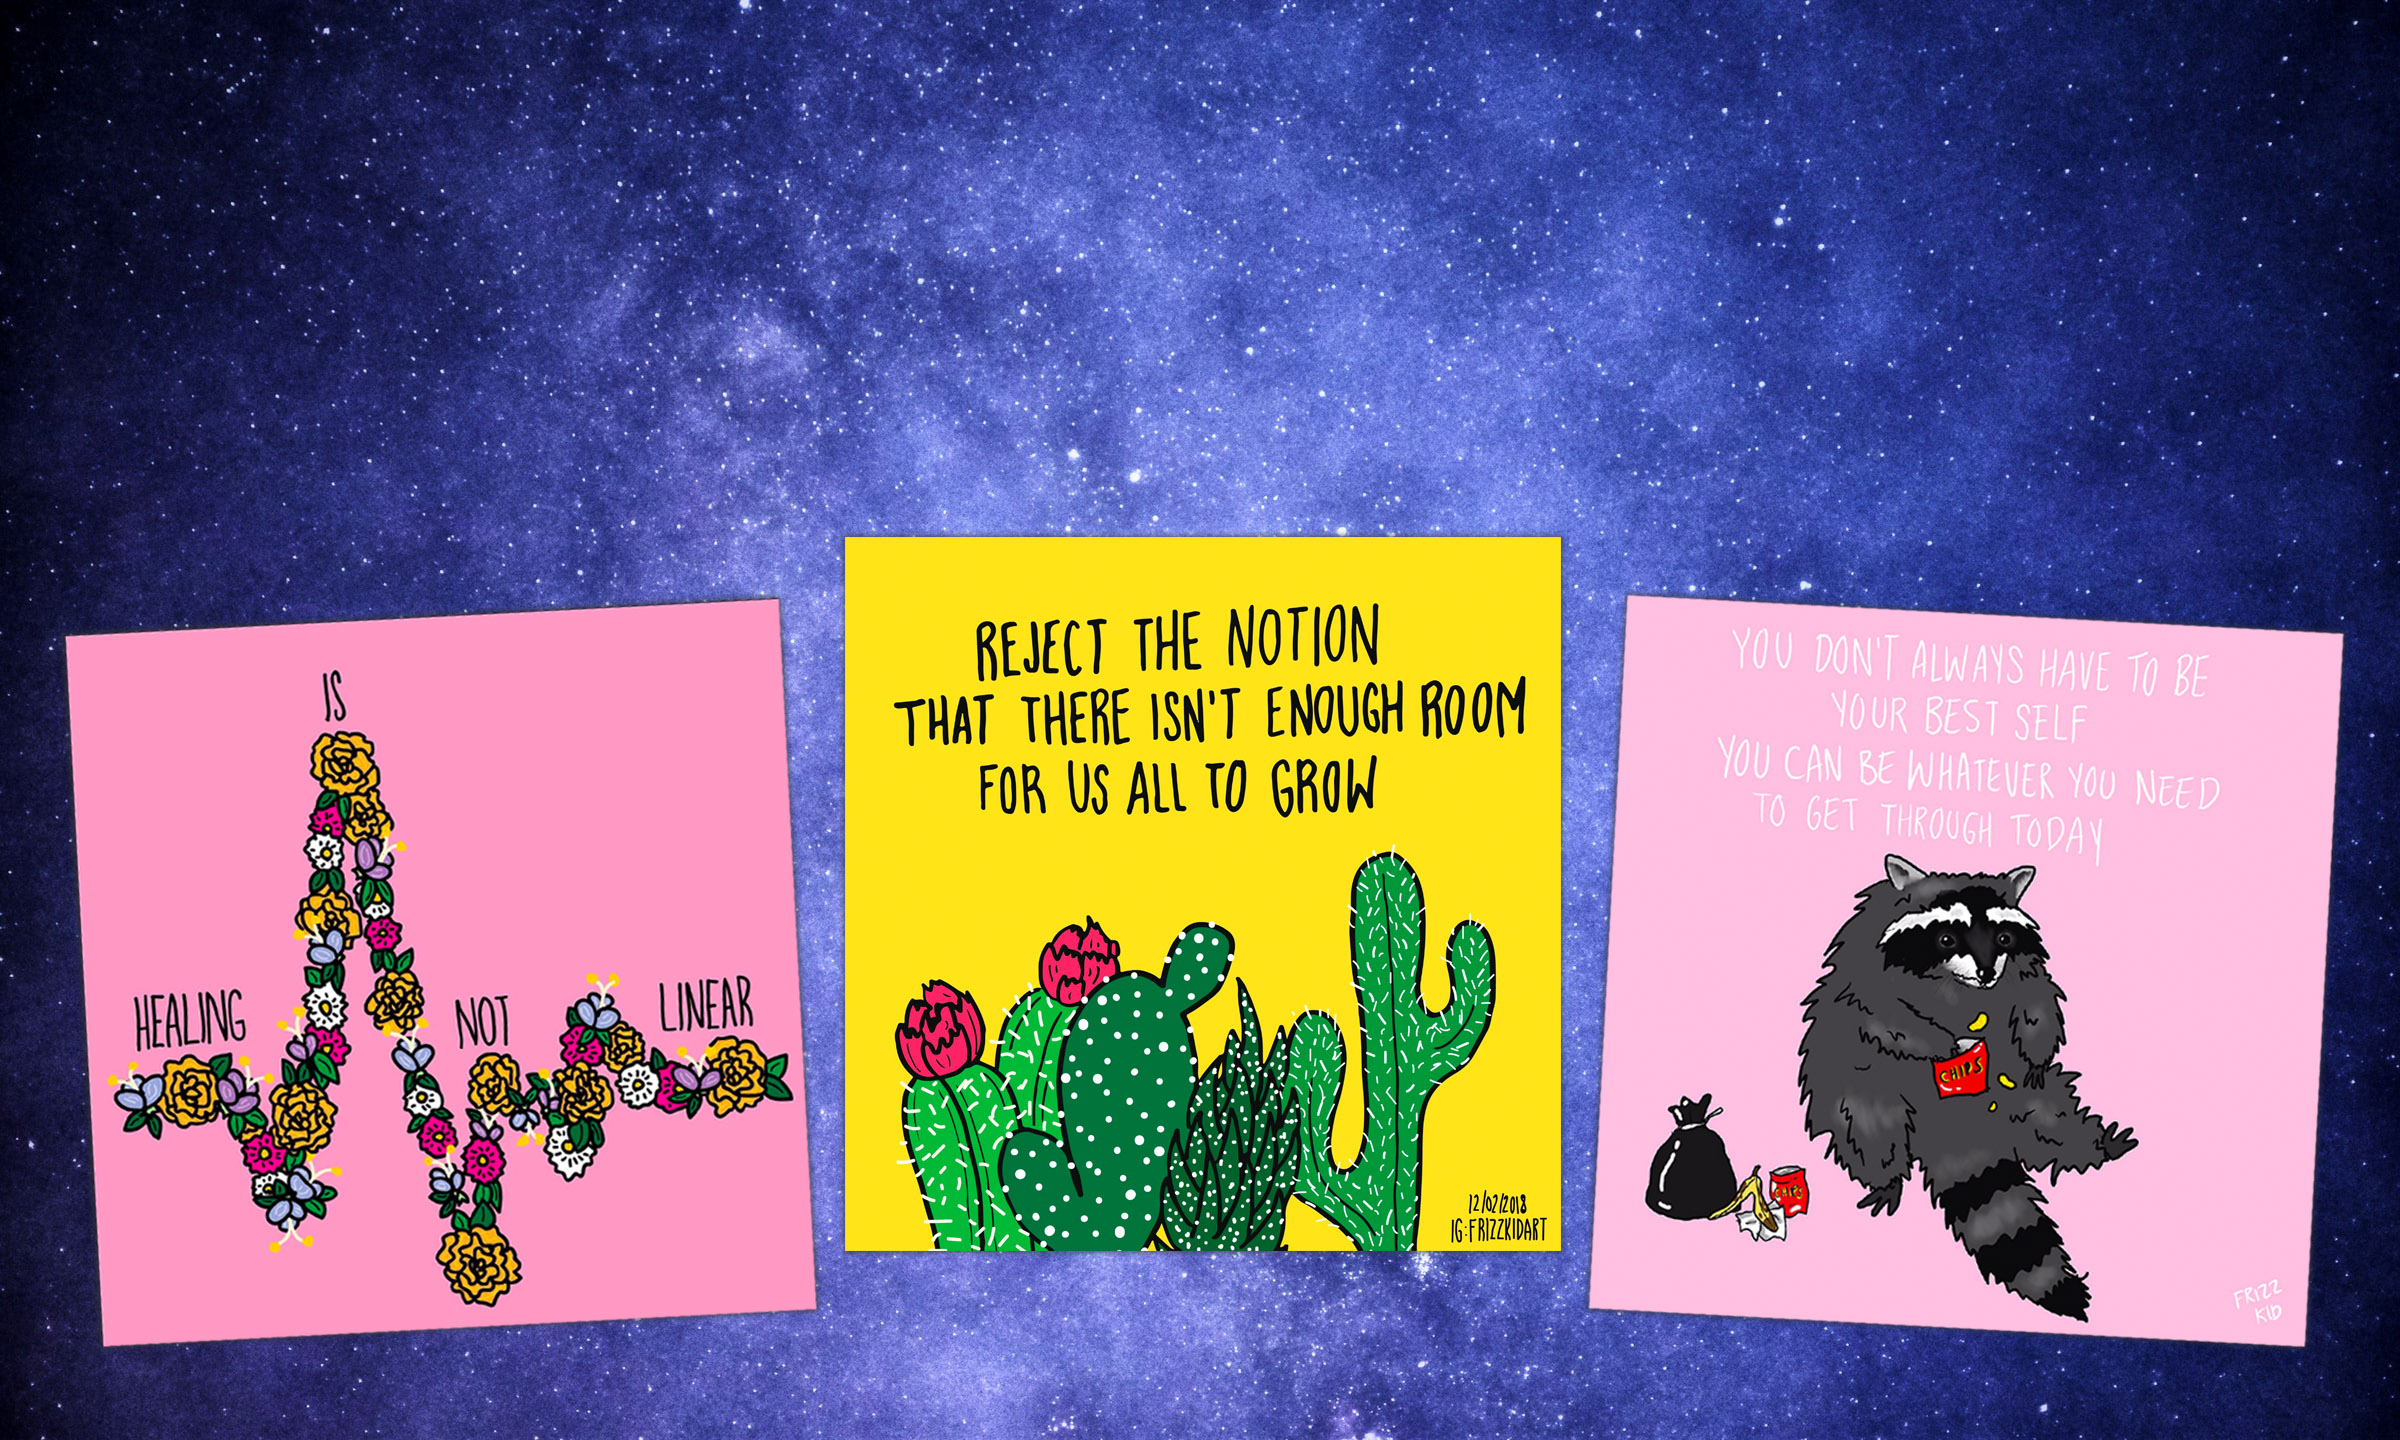 IS
HEALING
NOT
LINEAR
REJECT THE NOTION
THAT THERE ISN'T ENOUGH ROOM
FOR US ALL TO GROW
12/02/2018
IG:FRIZZKIDART
YOU DON'T ALWAYS HAVE TO BE
YOUR BEST SELF
YOU CAN BE WHATEVER YOU NEED
TO GET THROUGH TODAY
CHIPS
CHIPS
FRIZZ
KID